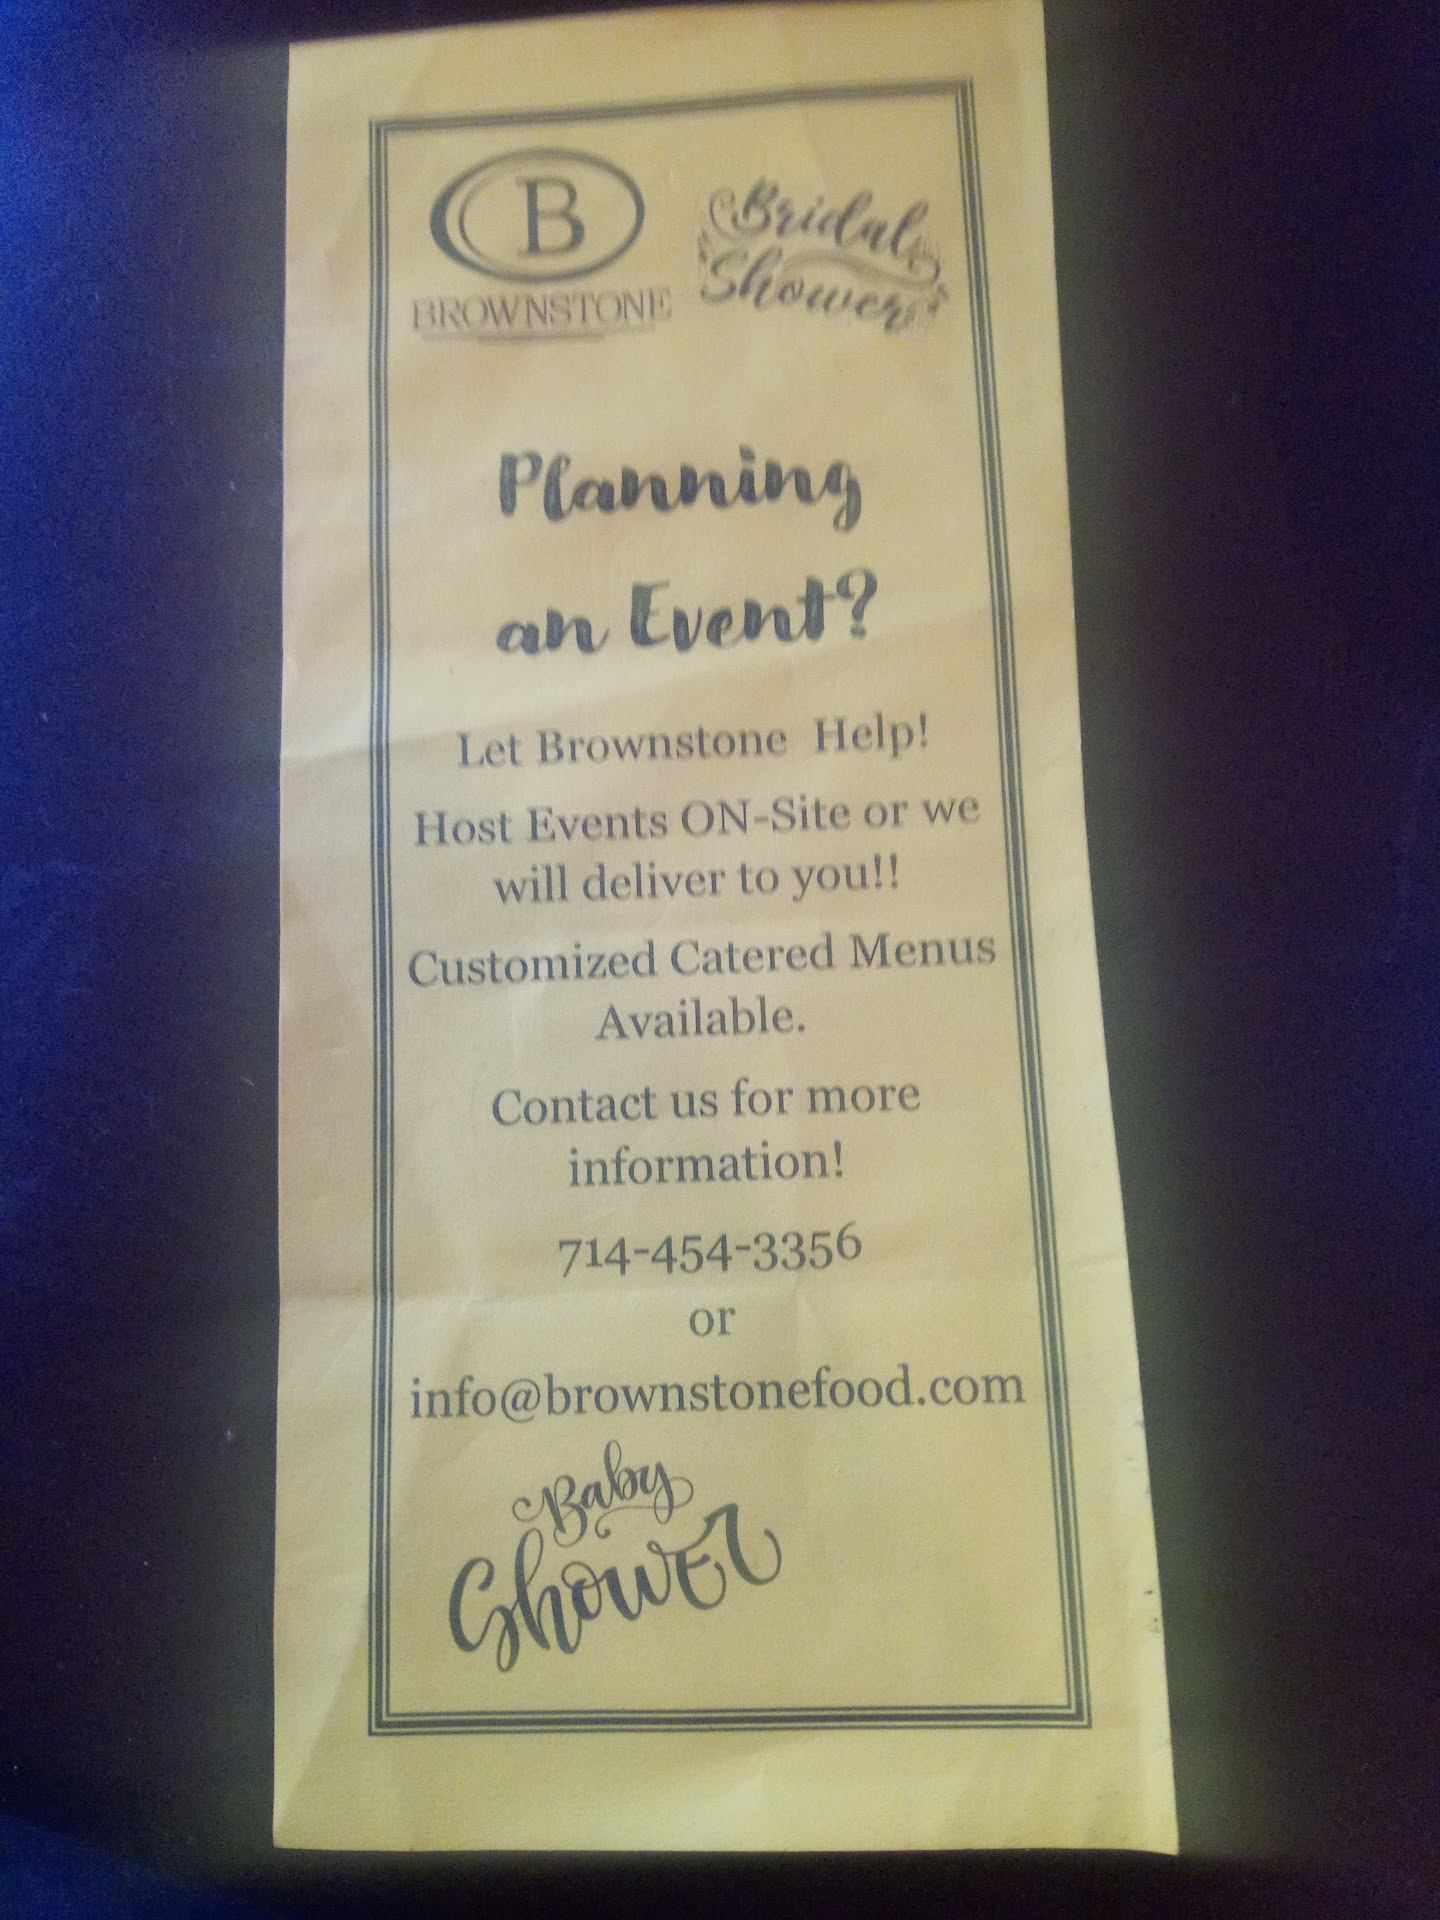 B
BROWNSTONE
Bridal
Shower
Planning
an Event?
Let Brownstone Help!
Host Events ON-Site or we
will deliver to you!!
Customized Catered Menus
Available.
Contact us for more
information!
714-454-3356
or
info@brownstonefood.com
Baby
Shower